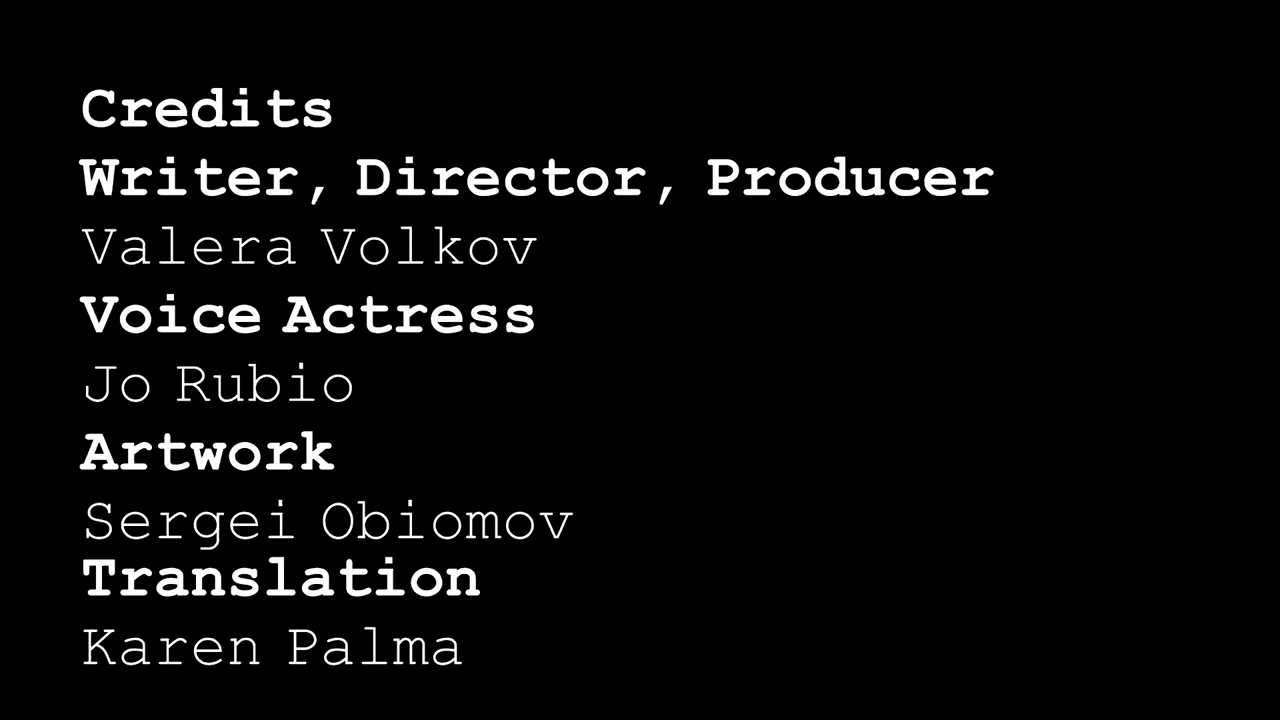 Credits
Writer, Director, Producer
Valera Volkov
Voice Actress
Jo Rubio
Artwork
Sergei Obiomov
Translation
Karen Palma